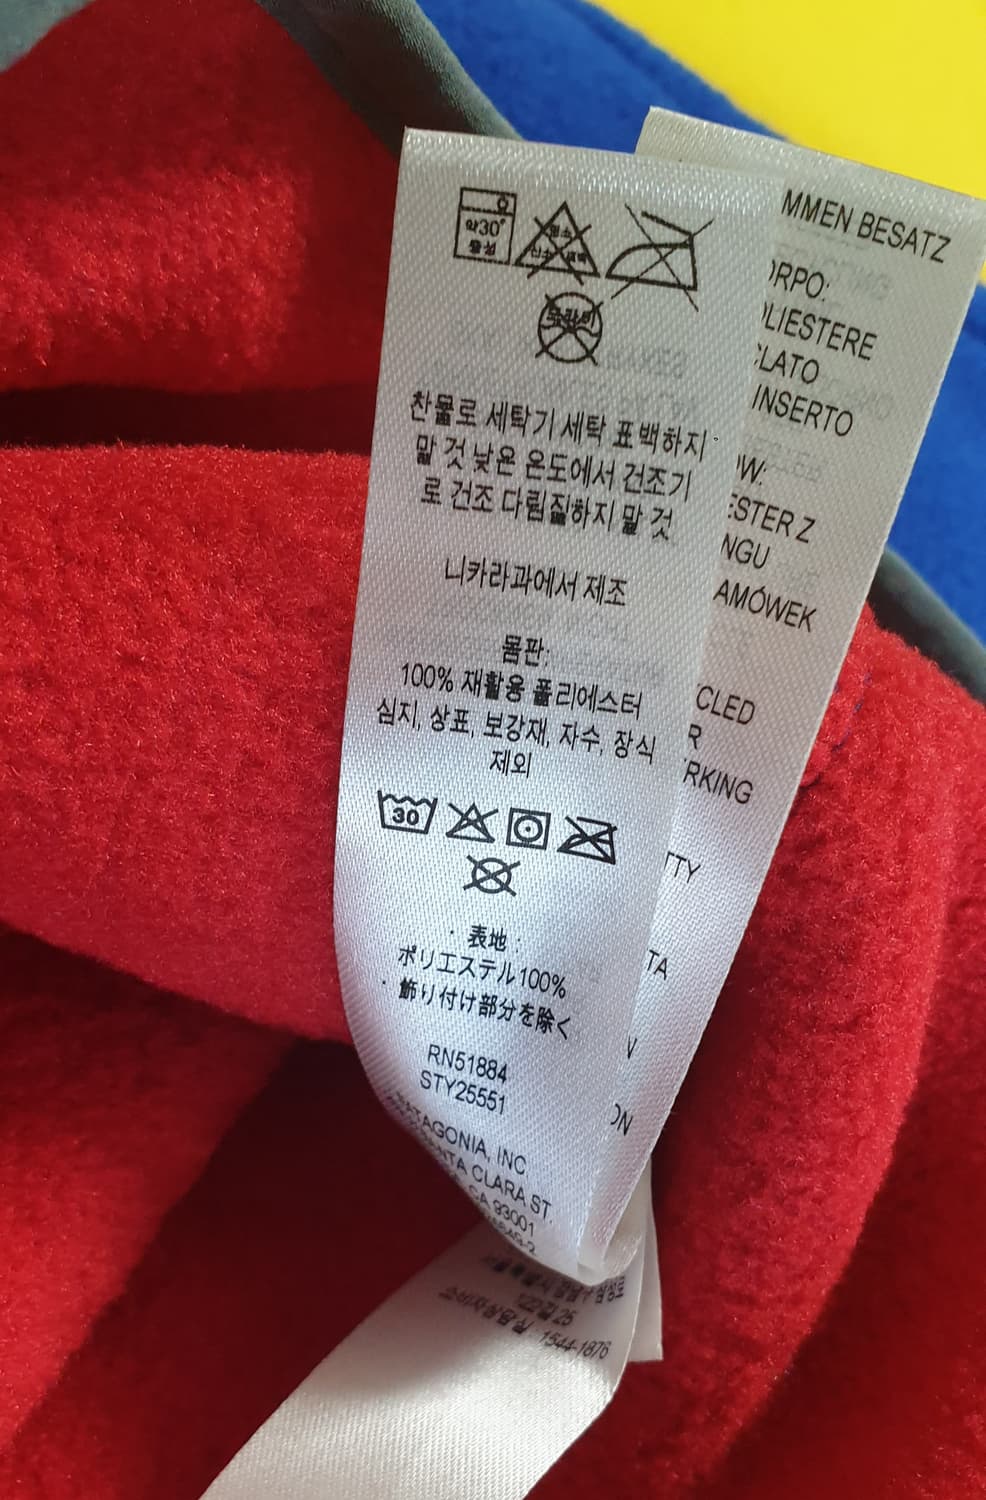 약30°
중성
찬물로 세탁기 세탁 표백하지
말 것 낮은 온도에서 건조기
로 건조 다림질하지 말 것
니카라과에서 제조
몸판:
100% 재활용 폴리에스터
심지, 상표, 보강재, 자수, 장식
제외
30
· 表地 ·
ポリエステル100%
· 飾り付け部分を除く
RN51884
STY25551
PATAGONIA, INC.
SANTA CLARA ST.
CA 93001
MMEN BESATZ
ORPO:
OLIESTERE
CLATO
INSERTO
OW:
ESTER Z
NGU
AMÓWEK
CLED
R
RKING
TTY
TA
ON
1544-1876